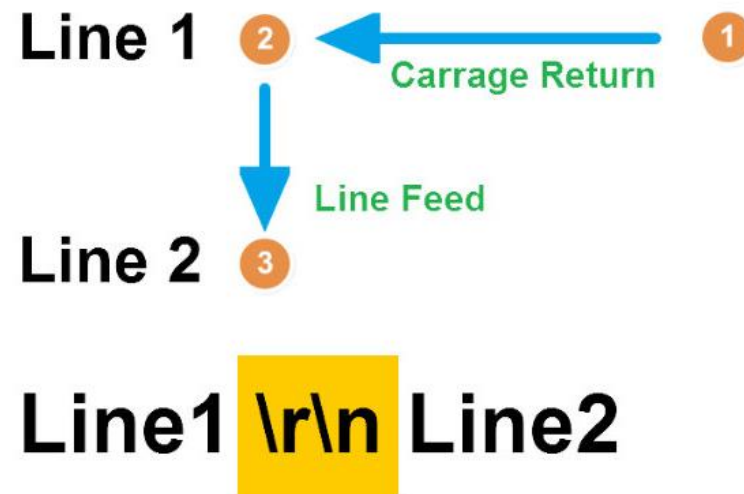 Line 1 2 1
Carrage Return
Line Feed
Line 2 3
Line1 \r\n Line2